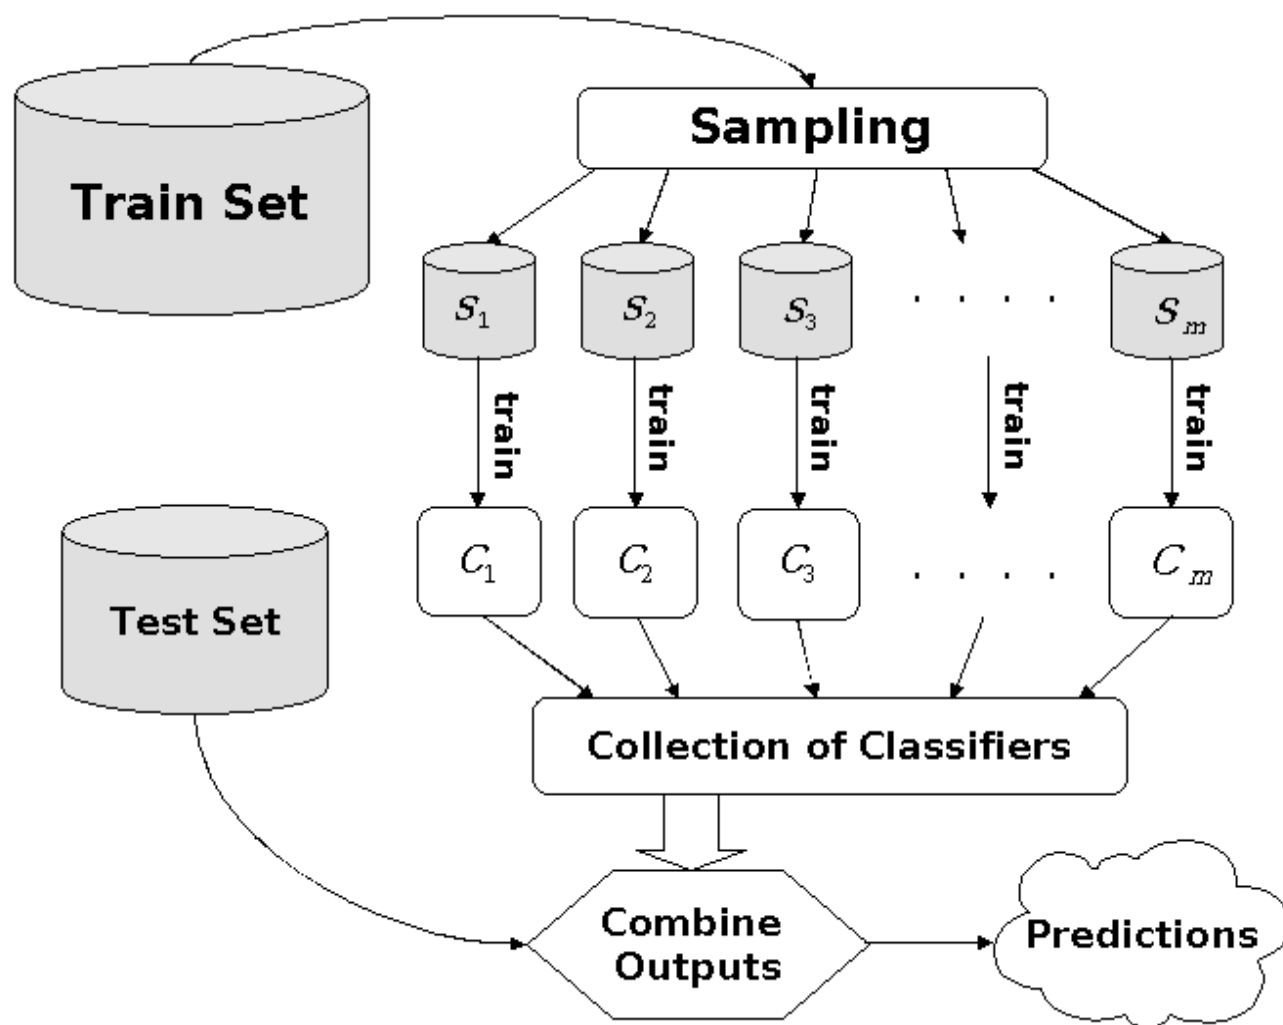 Sampling
Train Set
S1 S2 S3 . . . . Sm
train train train train train
C1 C2 C3 . . . . Cm
Test Set
Collection of Classifiers
Combine
Outputs
Predictions